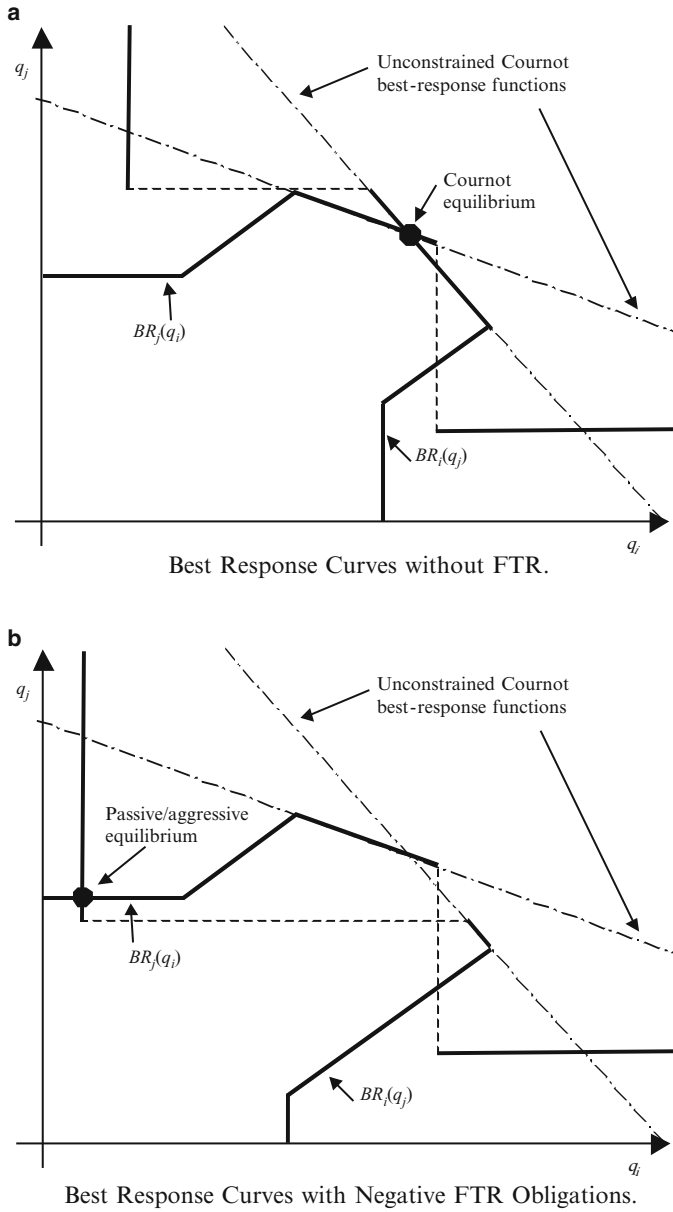 a
q_j
Unconstrained Cournot
best-response functions
Cournot
equilibrium
BR_j(q_i)
BR_i(q_j)
q_i
Best Response Curves without FTR.
b
q_j
Unconstrained Cournot
best-response functions
Passive/aggressive
equilibrium
BR_j(q_i)
BR_i(q_j)
q_i
Best Response Curves with Negative FTR Obligations.